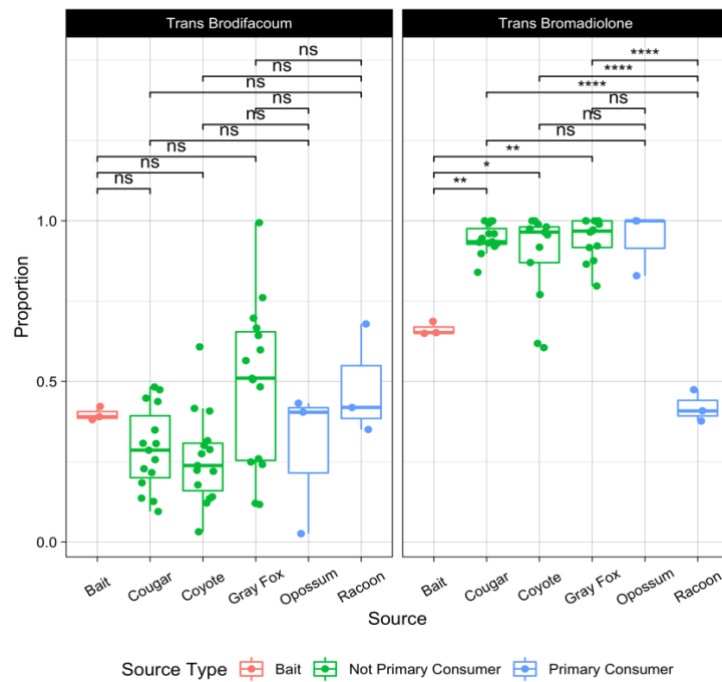 Trans Brodifacoum
Trans Bromadiolone
ns
ns
ns
ns
ns
ns
ns
ns
ns
****
****
****
ns
ns
ns
**
*
**
1.0
0.5
0.0
Proportion
Bait
Cougar
Coyote
Gray Fox
Opossum
Racoon
Bait
Cougar
Coyote
Gray Fox
Opossum
Racoon
Source
Source Type Bait Not Primary Consumer Primary Consumer